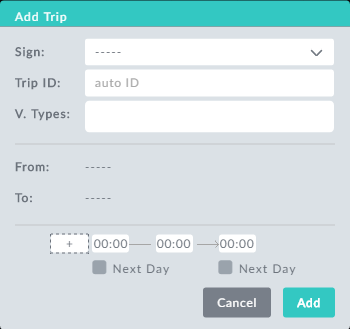 Add Trip
Sign: -----
Trip ID: auto ID
V. Types:
From: -----
To: -----
+ 00:00 00:00 00:00
Next Day Next Day
Cancel Add